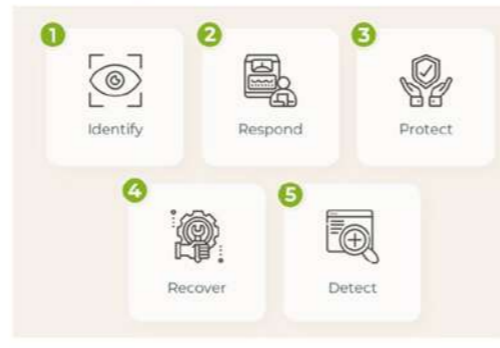 1
Identify
2
Respond
3
Protect
4
Recover
5
Detect